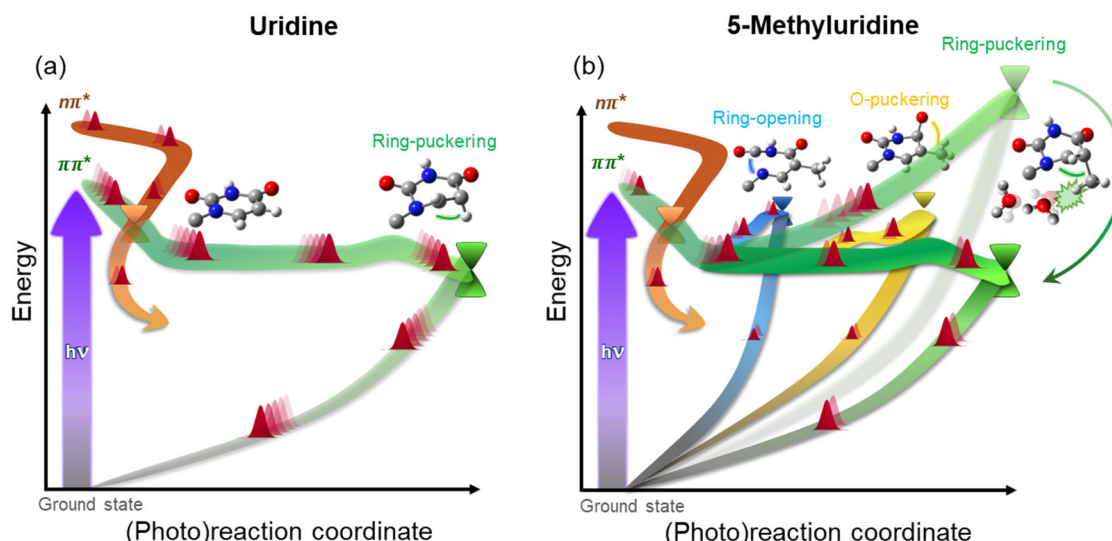 Uridine
(a)
nπ*
ππ*
Ring-puckering
Energy
hν
Ground state
(Photo)reaction coordinate
5-Methyluridine
(b)
nπ*
ππ*
Ring-opening
O-puckering
Ring-puckering
Energy
hν
Ground state
(Photo)reaction coordinate